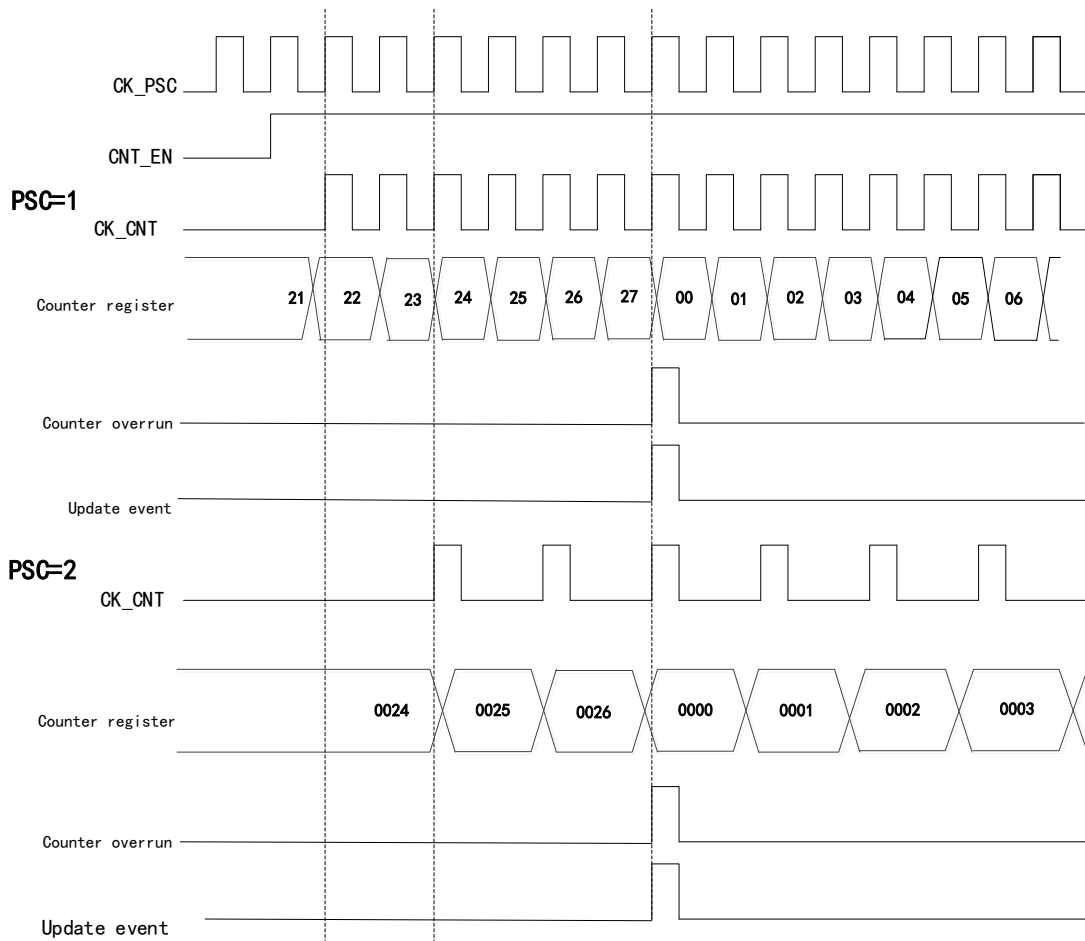 CK_PSC
CNT_EN
PSC=1
CK_CNT
Counter register 21 22 23 24 25 26 27 00 01 02 03 04 05 06
Counter overrun
Update event
PSC=2
CK_CNT
Counter register 0024 0025 0026 0000 0001 0002 0003
Counter overrun
Update event